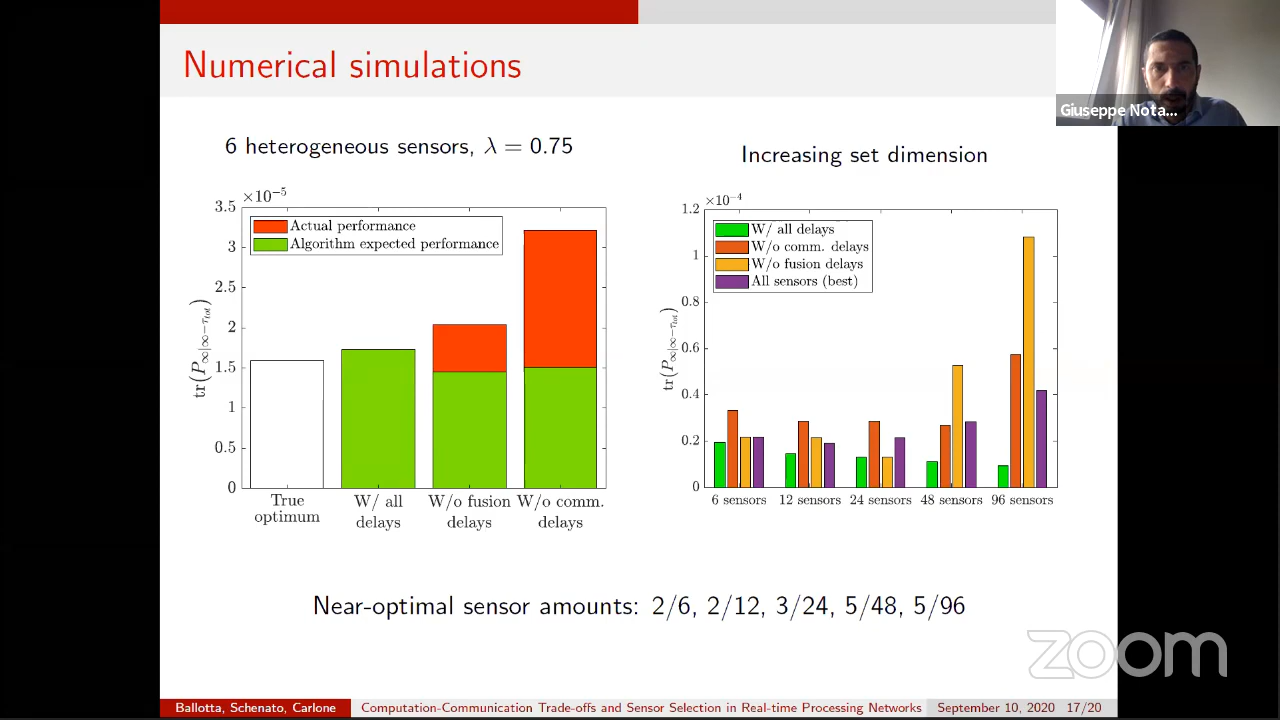 Numerical simulations
Giuseppe Nota...
6 heterogeneous sensors, λ = 0.75
×10⁻⁵
3.5
3
2.5
2
1.5
1
0.5
0
tr(P∞|∞−τtot)
Actual performance
Algorithm expected performance
True optimum
W/ all delays
W/o fusion delays
W/o comm. delays
Increasing set dimension
×10⁻⁴
1.2
1
0.8
0.6
0.4
0.2
0
tr(P∞|∞−τtot)
W/ all delays
W/o comm. delays
W/o fusion delays
All sensors (best)
6 sensors
12 sensors
24 sensors
48 sensors
96 sensors
Near-optimal sensor amounts: 2/6, 2/12, 3/24, 5/48, 5/96
zoom
Ballotta, Schenato, Carlone
Computation-Communication Trade-offs and Sensor Selection in Real-time Processing Networks
September 10, 2020 17/20